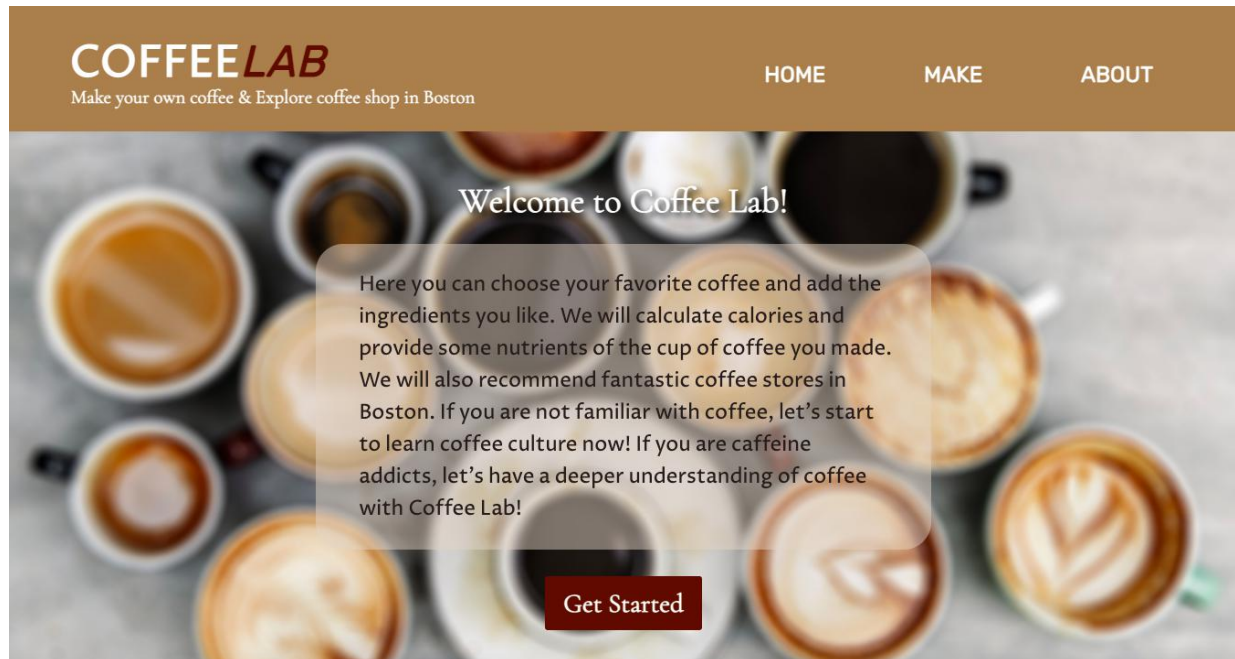 COFFEELAB
Make your own coffee & Explore coffee shop in Boston
HOME MAKE ABOUT
Welcome to Coffee Lab!
Here you can choose your favorite coffee and add the
ingredients you like. We will calculate calories and
provide some nutrients of the cup of coffee you made.
We will also recommend fantastic coffee stores in
Boston. If you are not familiar with coffee, let’s start
to learn coffee culture now! If you are caffeine
addicts, let’s have a deeper understanding of coffee
with Coffee Lab!
Get Started